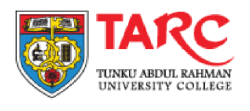 TARC
TUNKU ABDUL RAHMAN
UNIVERSITY COLLEGE